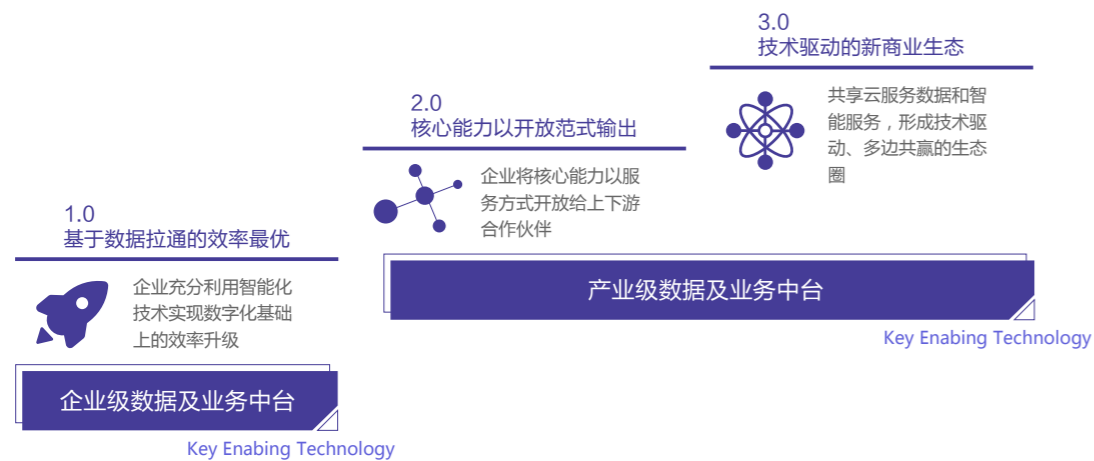 1.0
基于数据拉通的效率最优
企业充分利用智能化
技术实现数字化基础
上的效率升级
企业级数据及业务中台
Key Enabing Technology
2.0
核心能力以开放范式输出
企业将核心能力以服
务方式开放给上下游
合作伙伴
3.0
技术驱动的新商业生态
共享云服务数据和智
能服务，形成技术驱
动、多边共赢的生态
圈
产业级数据及业务中台
Key Enabing Technology